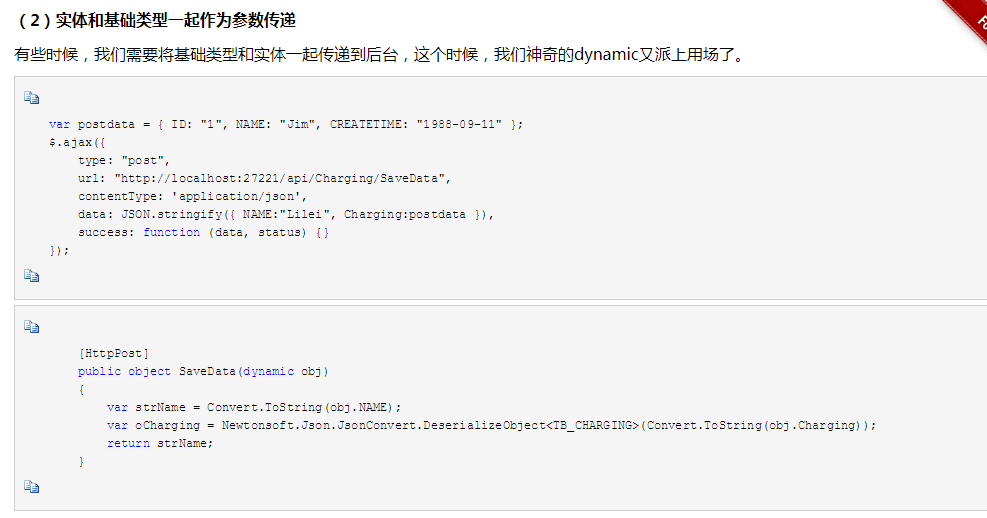 （2）实体和基础类型一起作为参数传递
有些时候，我们需要将基础类型和实体一起传递到后台，这个时候，我们神奇的dynamic又派上用场了。
var postdata = { ID: "1", NAME: "Jim", CREATETIME: "1988-09-11" };
$.ajax({
type: "post",
url: "http://localhost:27221/api/Charging/SaveData",
contentType: 'application/json',
data: JSON.stringify({ NAME:"Lilei", Charging:postdata }),
success: function (data, status) {}
});
[HttpPost]
public object SaveData(dynamic obj)
{
var strName = Convert.ToString(obj.NAME);
var oCharging = Newtonsoft.Json.JsonConvert.DeserializeObject<TB_CHARGING>(Convert.ToString(obj.Charging));
return strName;
}